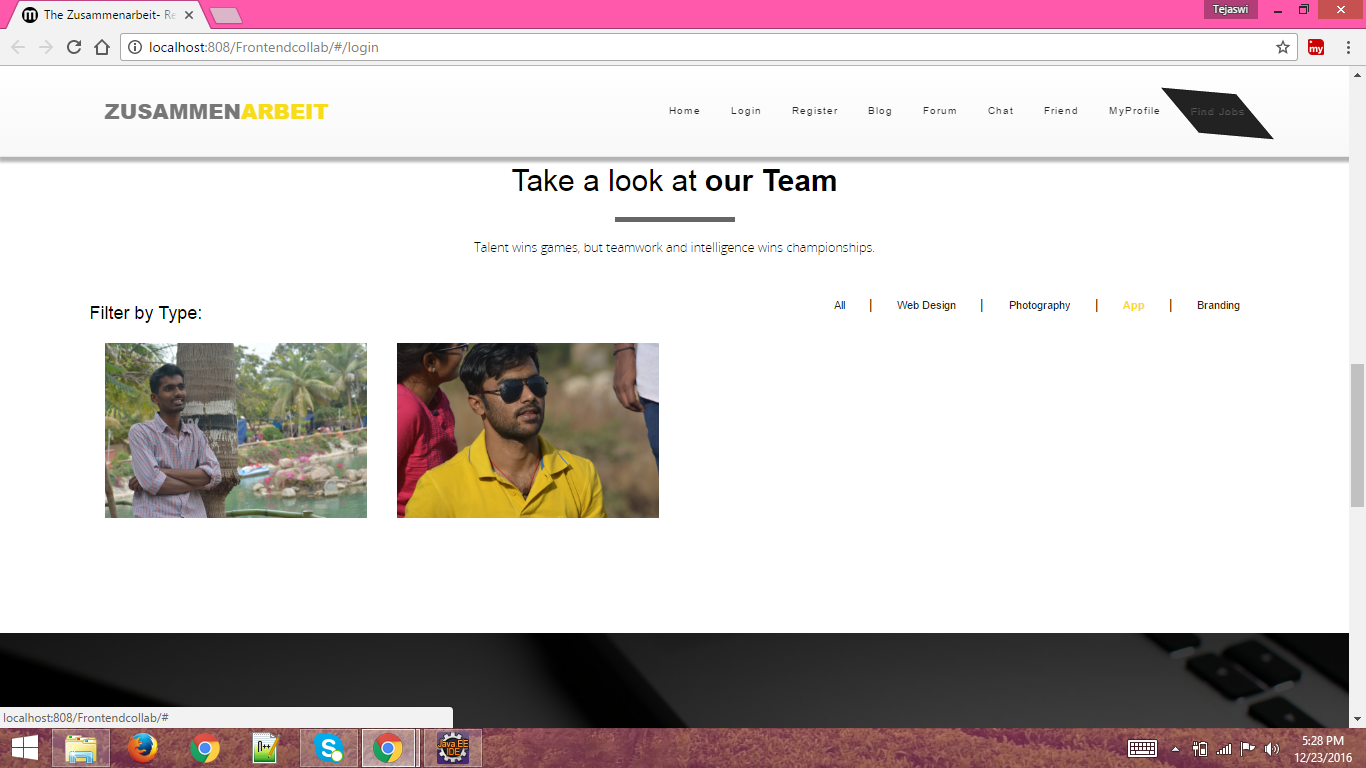 The Zusammenarbeit- Re
Tejaswi
localhost:808/Frontendcollab/#/login
my
ZUSAMMENARBEIT
Home Login Register Blog Forum Chat Friend MyProfile Find Jobs
Take a look at our Team
Talent wins games, but teamwork and intelligence wins championships.
Filter by Type:
All | Web Design | Photography | App | Branding
localhost:808/Frontendcollab/#
Java EE
IDE
5:28 PM
12/23/2016